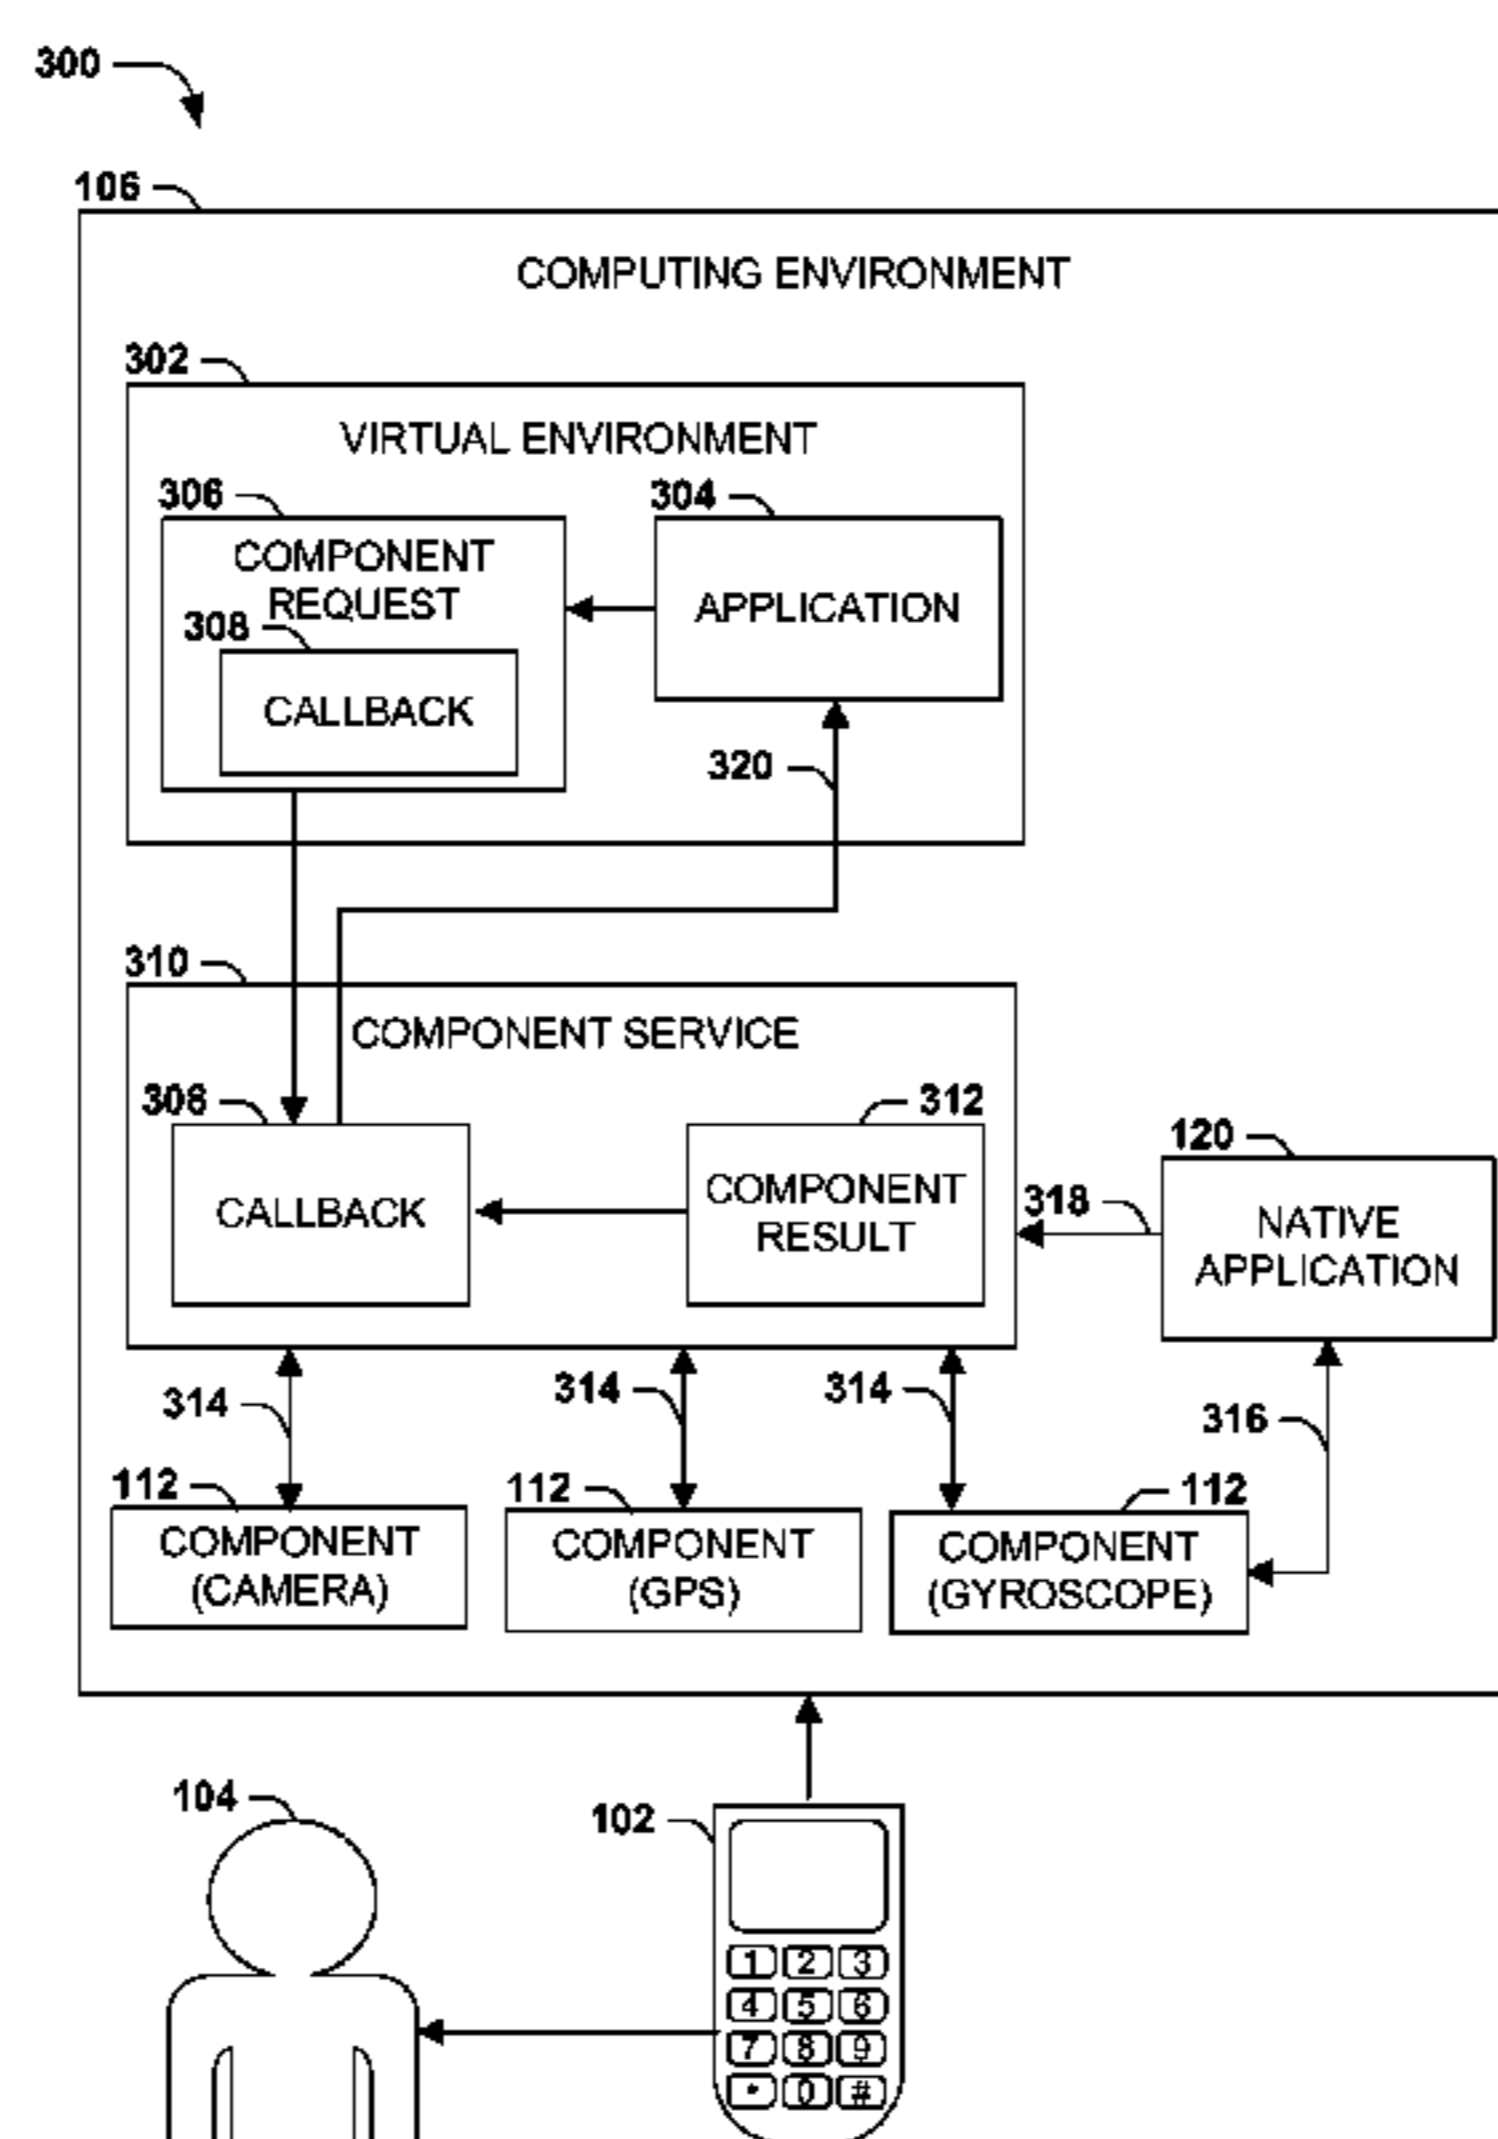 300
106
COMPUTING ENVIRONMENT
302
VIRTUAL ENVIRONMENT
306
304
COMPONENT
REQUEST
APPLICATION
308
CALLBACK
320
310
COMPONENT SERVICE
308
312
120
CALLBACK
COMPONENT
RESULT
318
NATIVE
APPLICATION
314
314
314
316
112
112
112
COMPONENT
(CAMERA)
COMPONENT
(GPS)
COMPONENT
(GYROSCOPE)
104
102
1 2 3
4 5 6
7 8 9
* 0 #